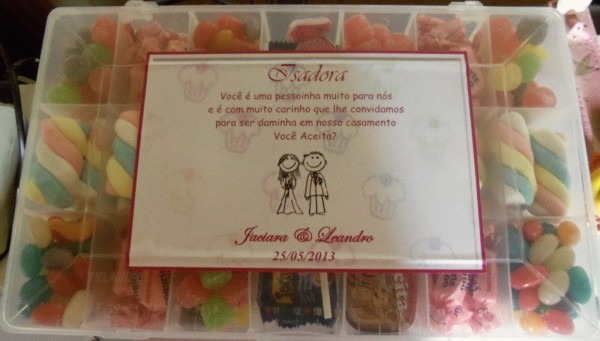 Isadora
Você é uma pessoinha muito para nós
e é com muito carinho que lhe convidamos
para ser daminha em nosso casamento
Você Aceita?
Jaciara & Leandro
25/05/2013